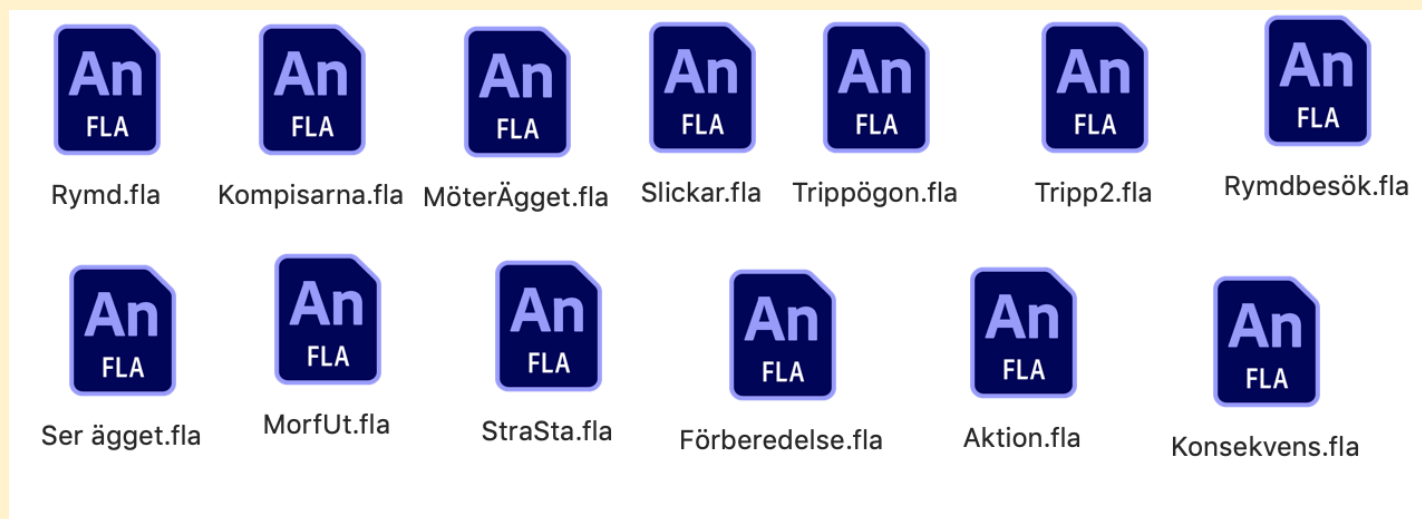 An An An An An An An
FLA FLA FLA FLA FLA FLA FLA
Rymd.fla Kompisarna.fla MöterÄgget.fla Slickar.fla Trippögon.fla Tripp2.fla Rymdbesök.fla
An An An An An An
FLA FLA FLA FLA FLA FLA
Ser ägget.fla MorfUt.fla StraSta.fla Förberedelse.fla Aktion.fla Konsekvens.fla